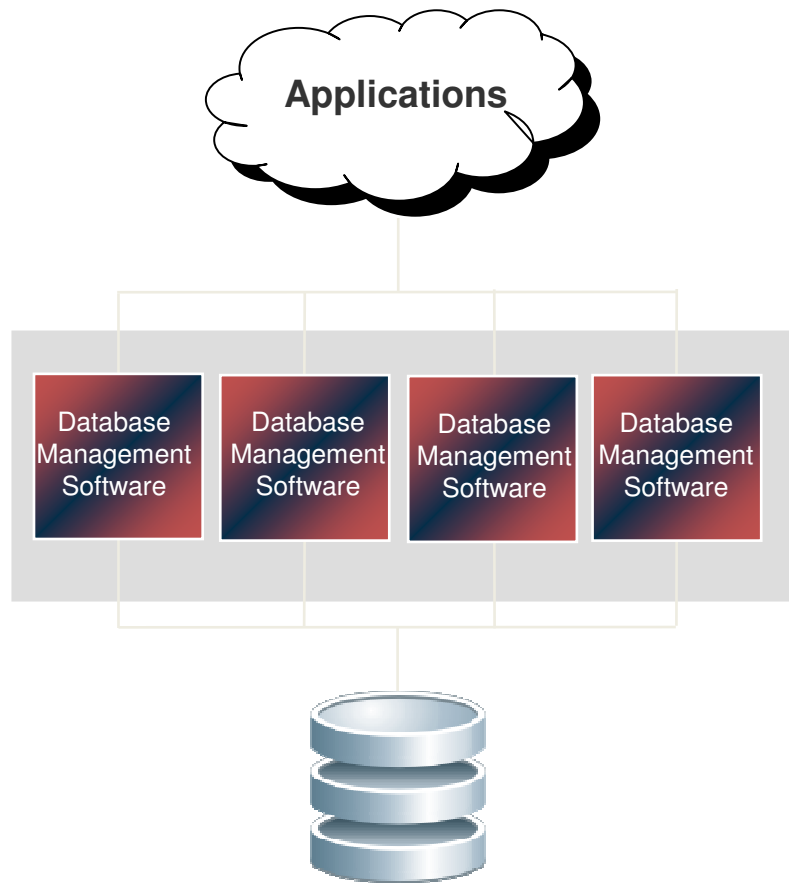 Applications
Database
Management
Software
Database
Management
Software
Database
Management
Software
Database
Management
Software